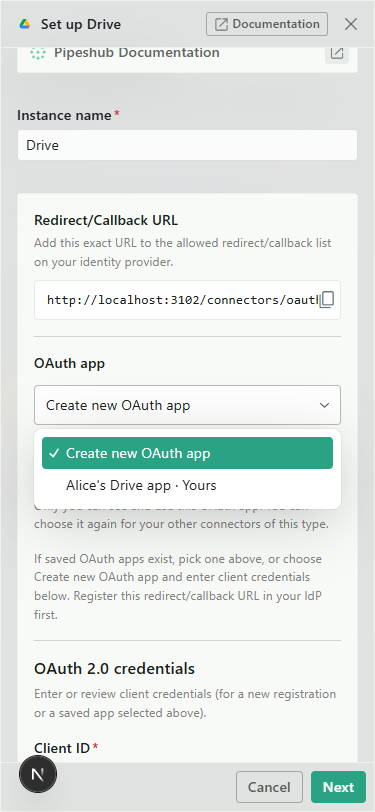 Set up Drive
Documentation
Pipeshub Documentation
Instance name *
Drive
Redirect/Callback URL
Add this exact URL to the allowed redirect/callback list
on your identity provider.
http://localhost:3102/connectors/oauth
OAuth app
Create new OAuth app
Create new OAuth app
Alice's Drive app · Yours
choose it again for your other connectors of this type.
If saved OAuth apps exist, pick one above, or choose
Create new OAuth app and enter client credentials
below. Register this redirect/callback URL in your IdP
first.
OAuth 2.0 credentials
Enter or review client credentials (for a new registration
or a saved app selected above).
Client ID *
N
Cancel
Next